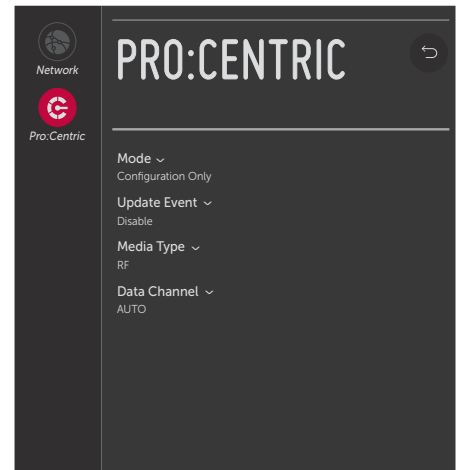 Network
Pro:Centric
PRO:CENTRIC
Mode
Configuration Only
Update Event
Disable
Media Type
RF
Data Channel
AUTO